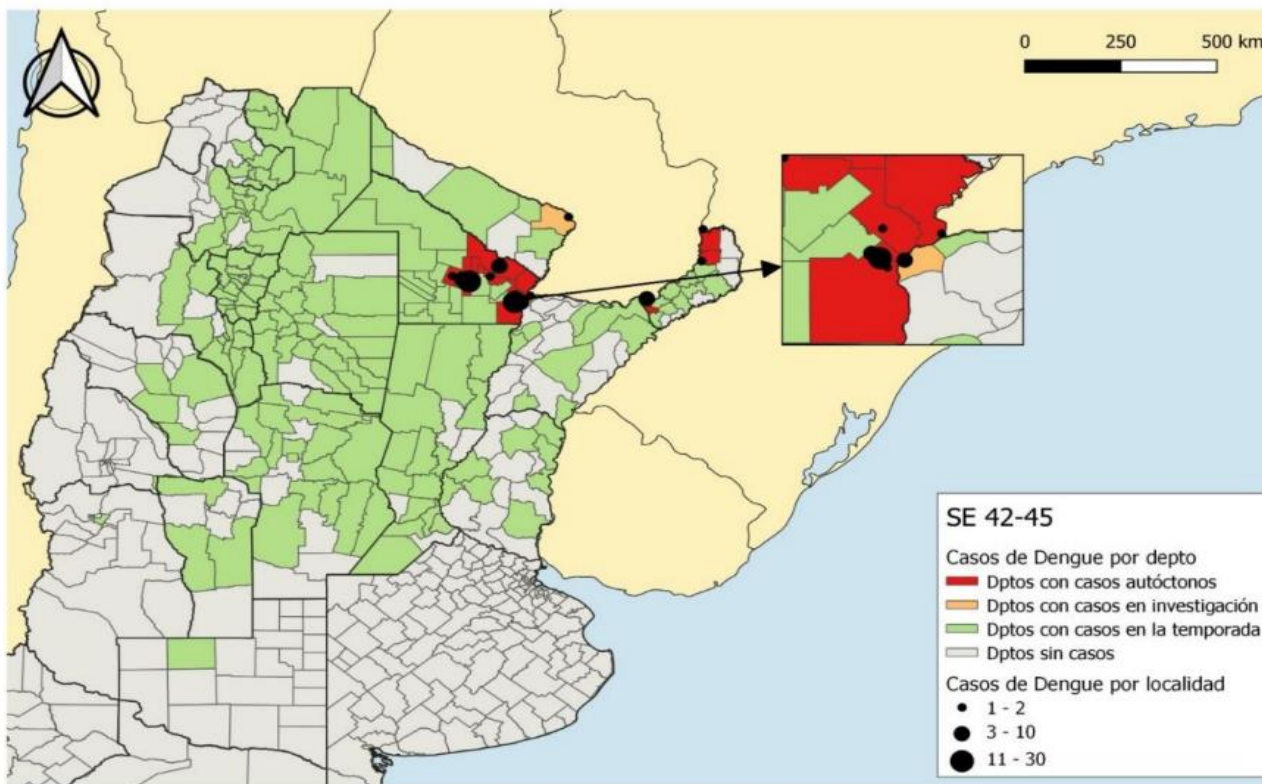 0 250 500 km
SE 42-45
Casos de Dengue por depto
Dptos con casos autóctonos
Dptos con casos en investigación
Dptos con casos en la temporada
Dptos sin casos
Casos de Dengue por localidad
1 - 2
3 - 10
11 - 30